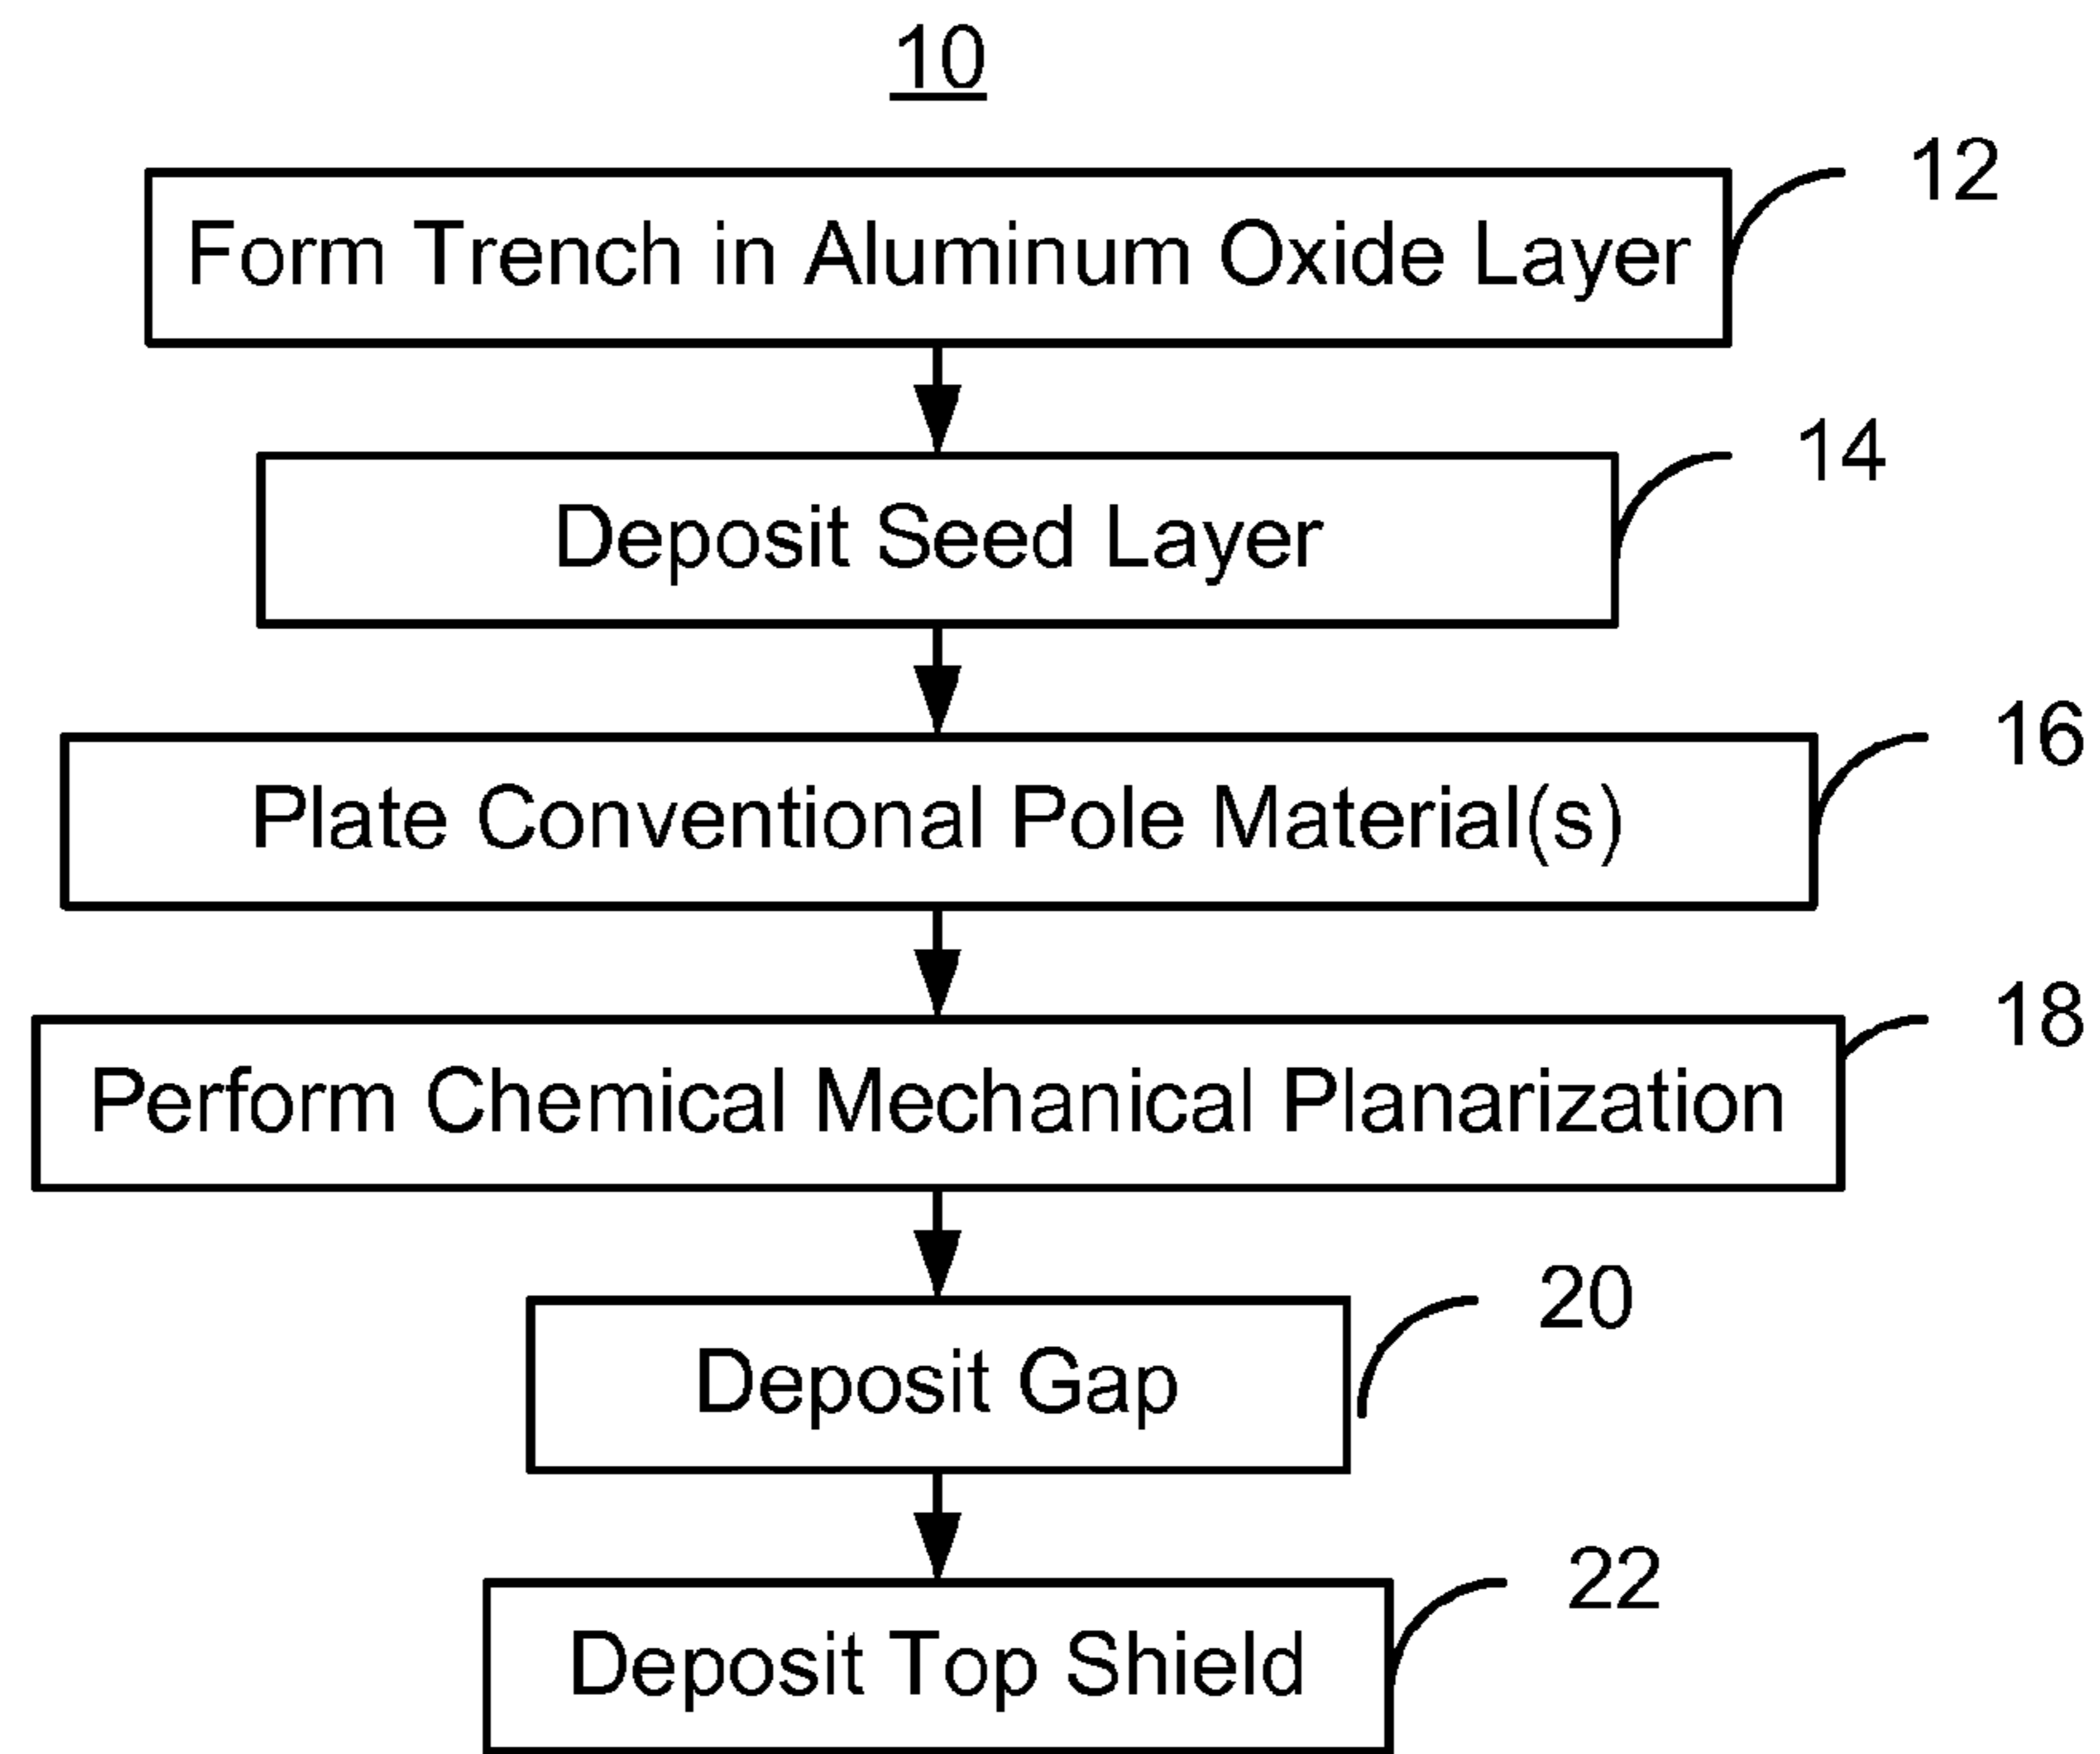 10
12
Form Trench in Aluminum Oxide Layer
14
Deposit Seed Layer
16
Plate Conventional Pole Material(s)
18
Perform Chemical Mechanical Planarization
20
Deposit Gap
22
Deposit Top Shield